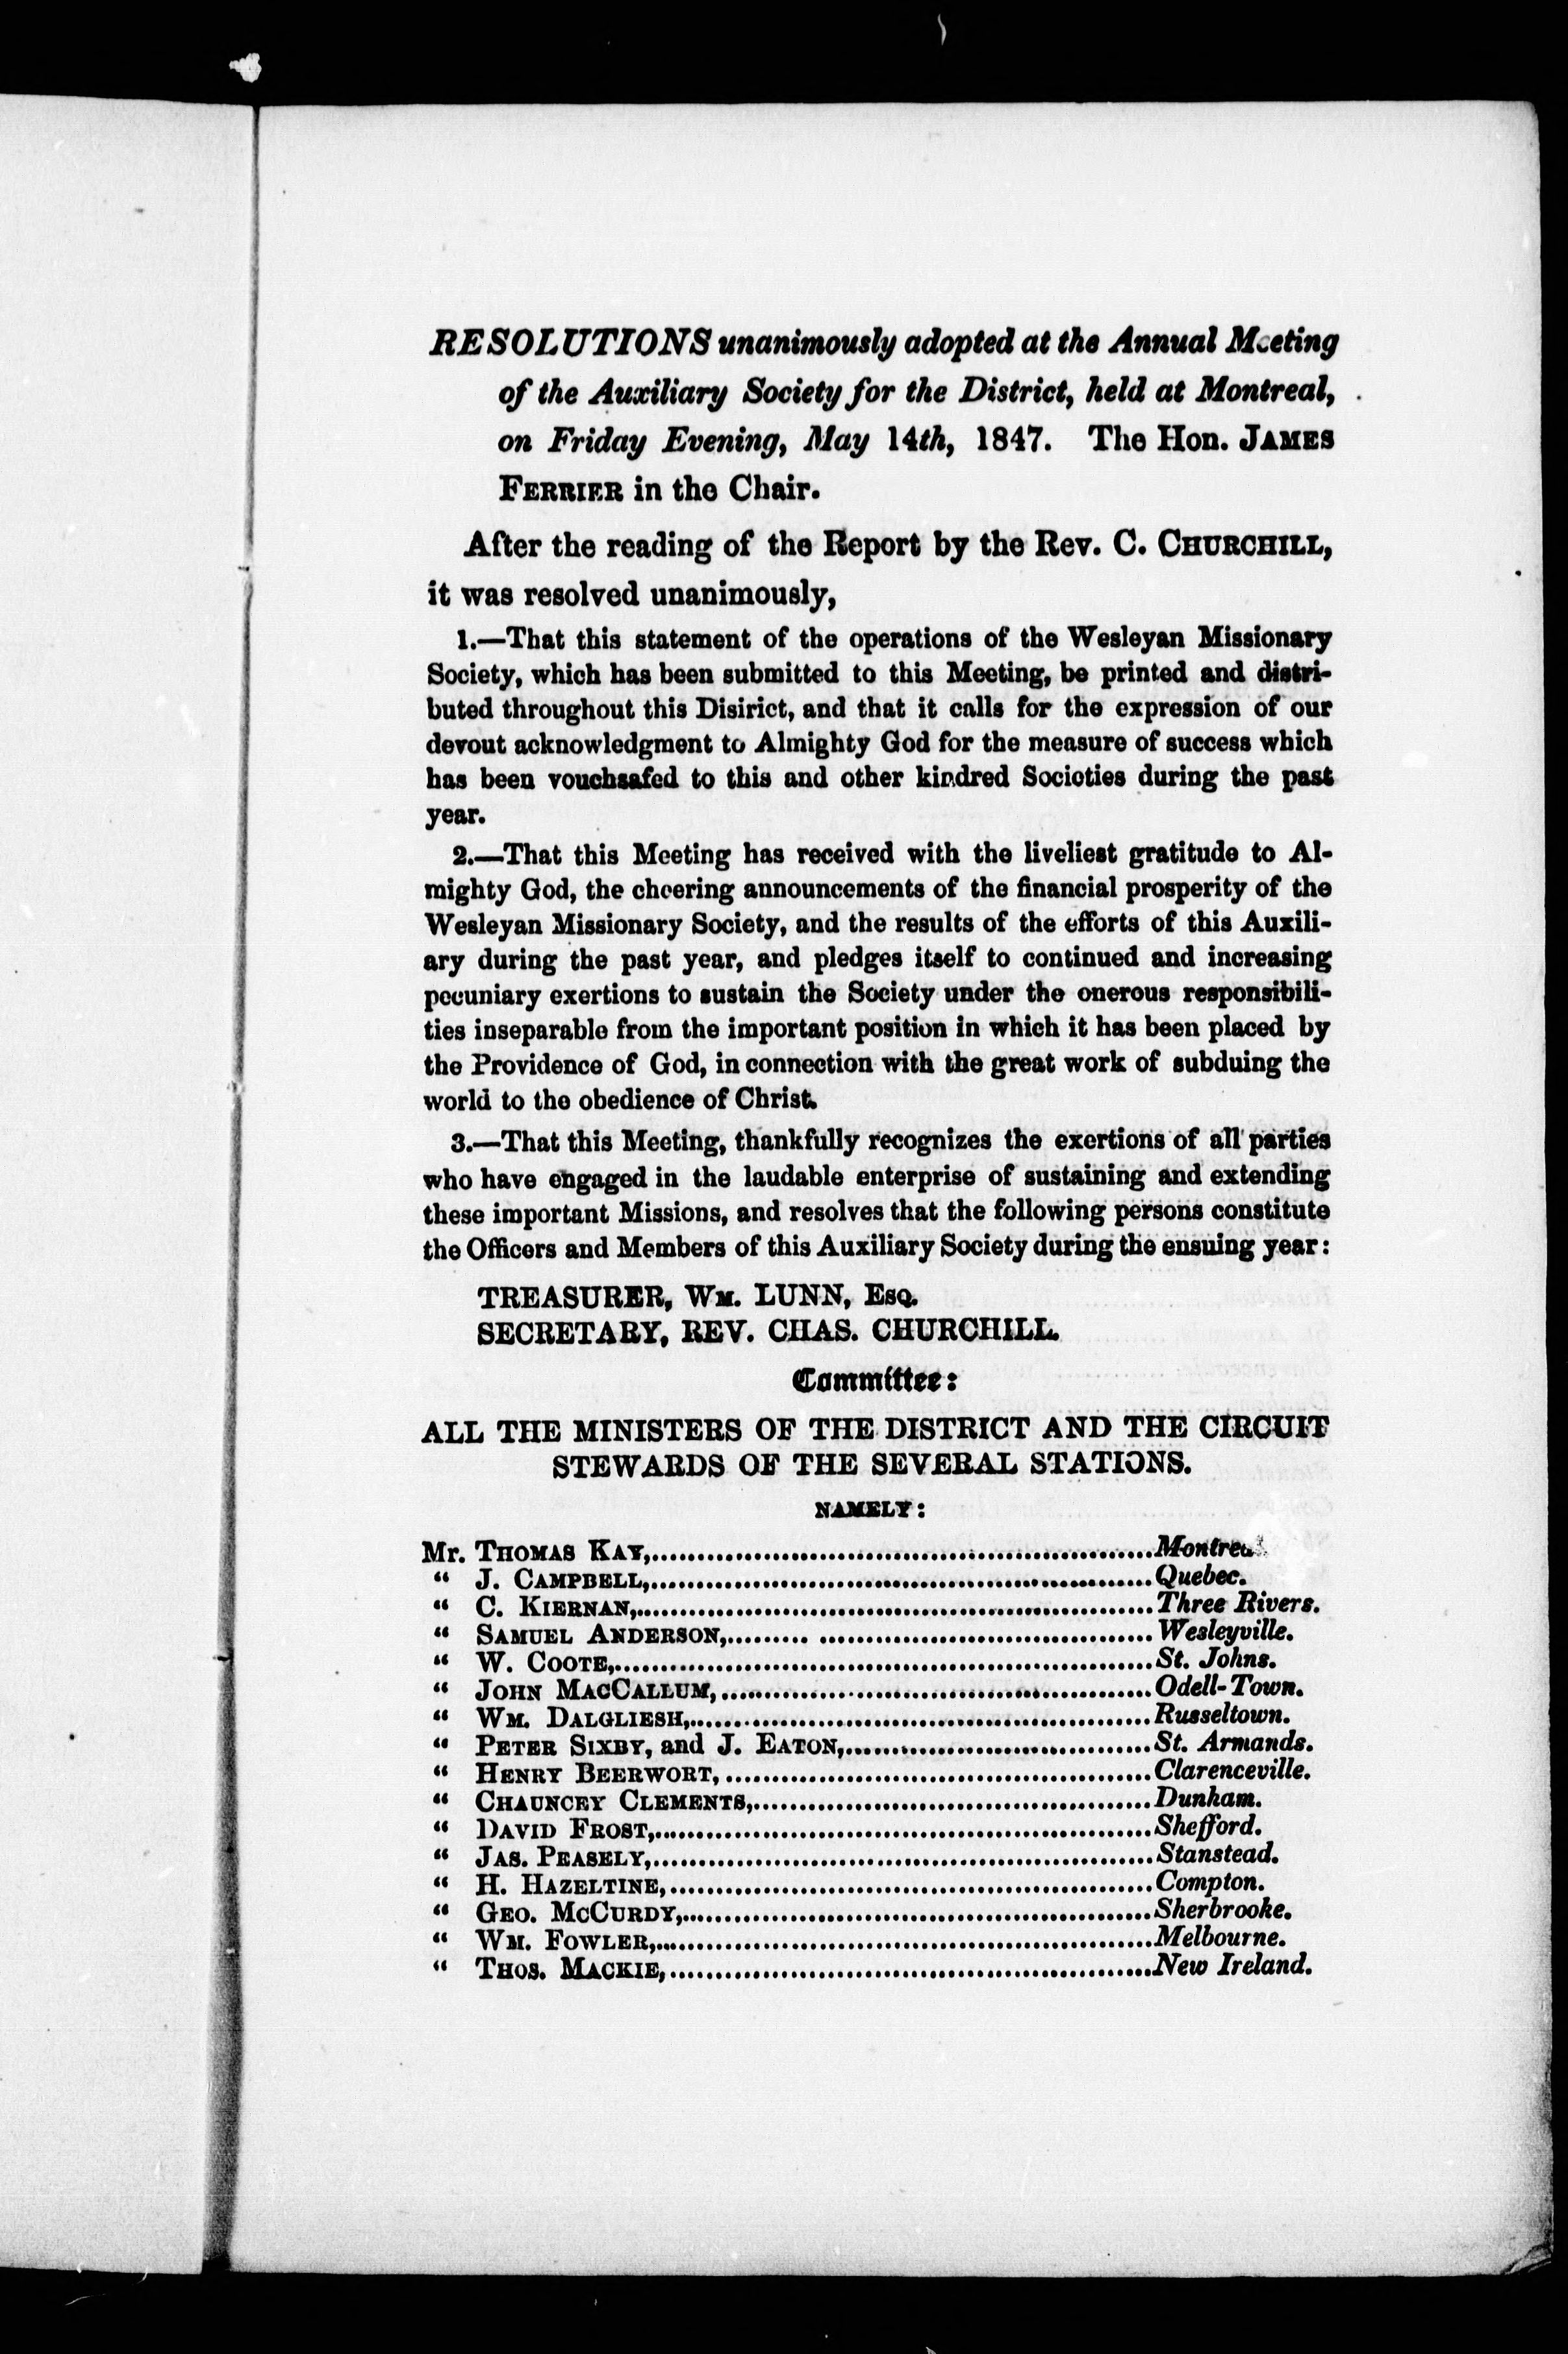 RESOLUTIONS unanimously adopted at the Annual Meeting
of the Auxiliary Society for the District, held at Montreal,
on Friday Evening, May 14th, 1847. The Hon. JAMES
FERRIER in the Chair.
After the reading of the Report by the Rev. C. CHURCHILL,
it was resolved unanimously,
1.—That this statement of the operations of the Wesleyan Missionary
Society, which has been submitted to this Meeting, be printed and distri-
buted throughout this Disirict, and that it calls for the expression of our
devout acknowledgment to Almighty God for the measure of success which
has been vouchsafed to this and other kindred Societies during the past
year.
2.—That this Meeting has received with the liveliest gratitude to Al-
mighty God, the cheering announcements of the financial prosperity of the
Wesleyan Missionary Society, and the results of the efforts of this Auxili-
ary during the past year, and pledges itself to continued and increasing
pecuniary exertions to sustain the Society under the onerous responsibili-
ties inseparable from the important position in which it has been placed by
the Providence of God, in connection with the great work of subduing the
world to the obedience of Christ.
3.—That this Meeting, thankfully recognizes the exertions of all parties
who have engaged in the laudable enterprise of sustaining and extending
these important Missions, and resolves that the following persons constitute
the Officers and Members of this Auxiliary Society during the ensuing year:
TREASURER, WM. LUNN, ESQ.
SECRETARY, REV. CHAS. CHURCHILL.
Committee:
ALL THE MINISTERS OF THE DISTRICT AND THE CIRCUIT
STEWARDS OF THE SEVERAL STATIONS.
NAMELY:
Mr. THOMAS KAY,..........Montreal
“ J. CAMPBELL,..........Quebec.
“ C. KIERNAN,..........Three Rivers.
“ SAMUEL ANDERSON,..........Wesleyville.
“ W. COOTE,..........St. Johns.
“ JOHN MACCALLUM,..........Odell-Town.
“ WM. DALGLIESH,..........Russeltown.
“ PETER SIXBY, and J. EATON,..........St. Armands.
“ HENRY BEERWORT,..........Clarenceville.
“ CHAUNCEY CLEMENTS,..........Dunham.
“ DAVID FROST,..........Shefford.
“ JAS. PEASELY,..........Stanstead.
“ H. HAZELTINE,..........Compton.
“ GEO. MCCURDY,..........Sherbrooke.
“ WM. FOWLER,..........Melbourne.
“ THOS. MACKIE,..........New Ireland.